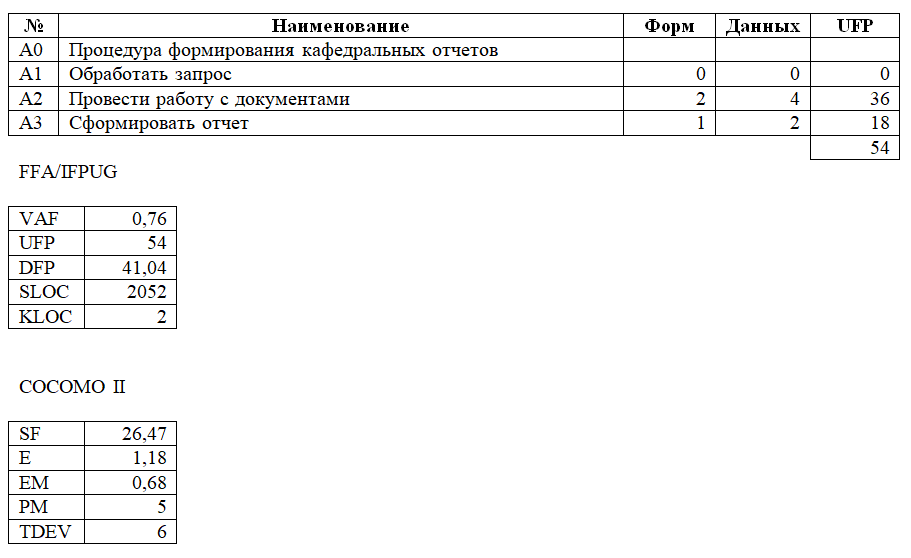 № Наименование Форм Данных UFP
A0 Процедура формирования кафедральных отчетов
A1 Обработать запрос 0 0 0
A2 Провести работу с документами 2 4 36
A3 Сформировать отчет 1 2 18
54
FFA/IFPUG
VAF 0,76
UFP 54
DFP 41,04
SLOC 2052
KLOC 2
COCOMO II
SF 26,47
E 1,18
EM 0,68
PM 5
TDEV 6